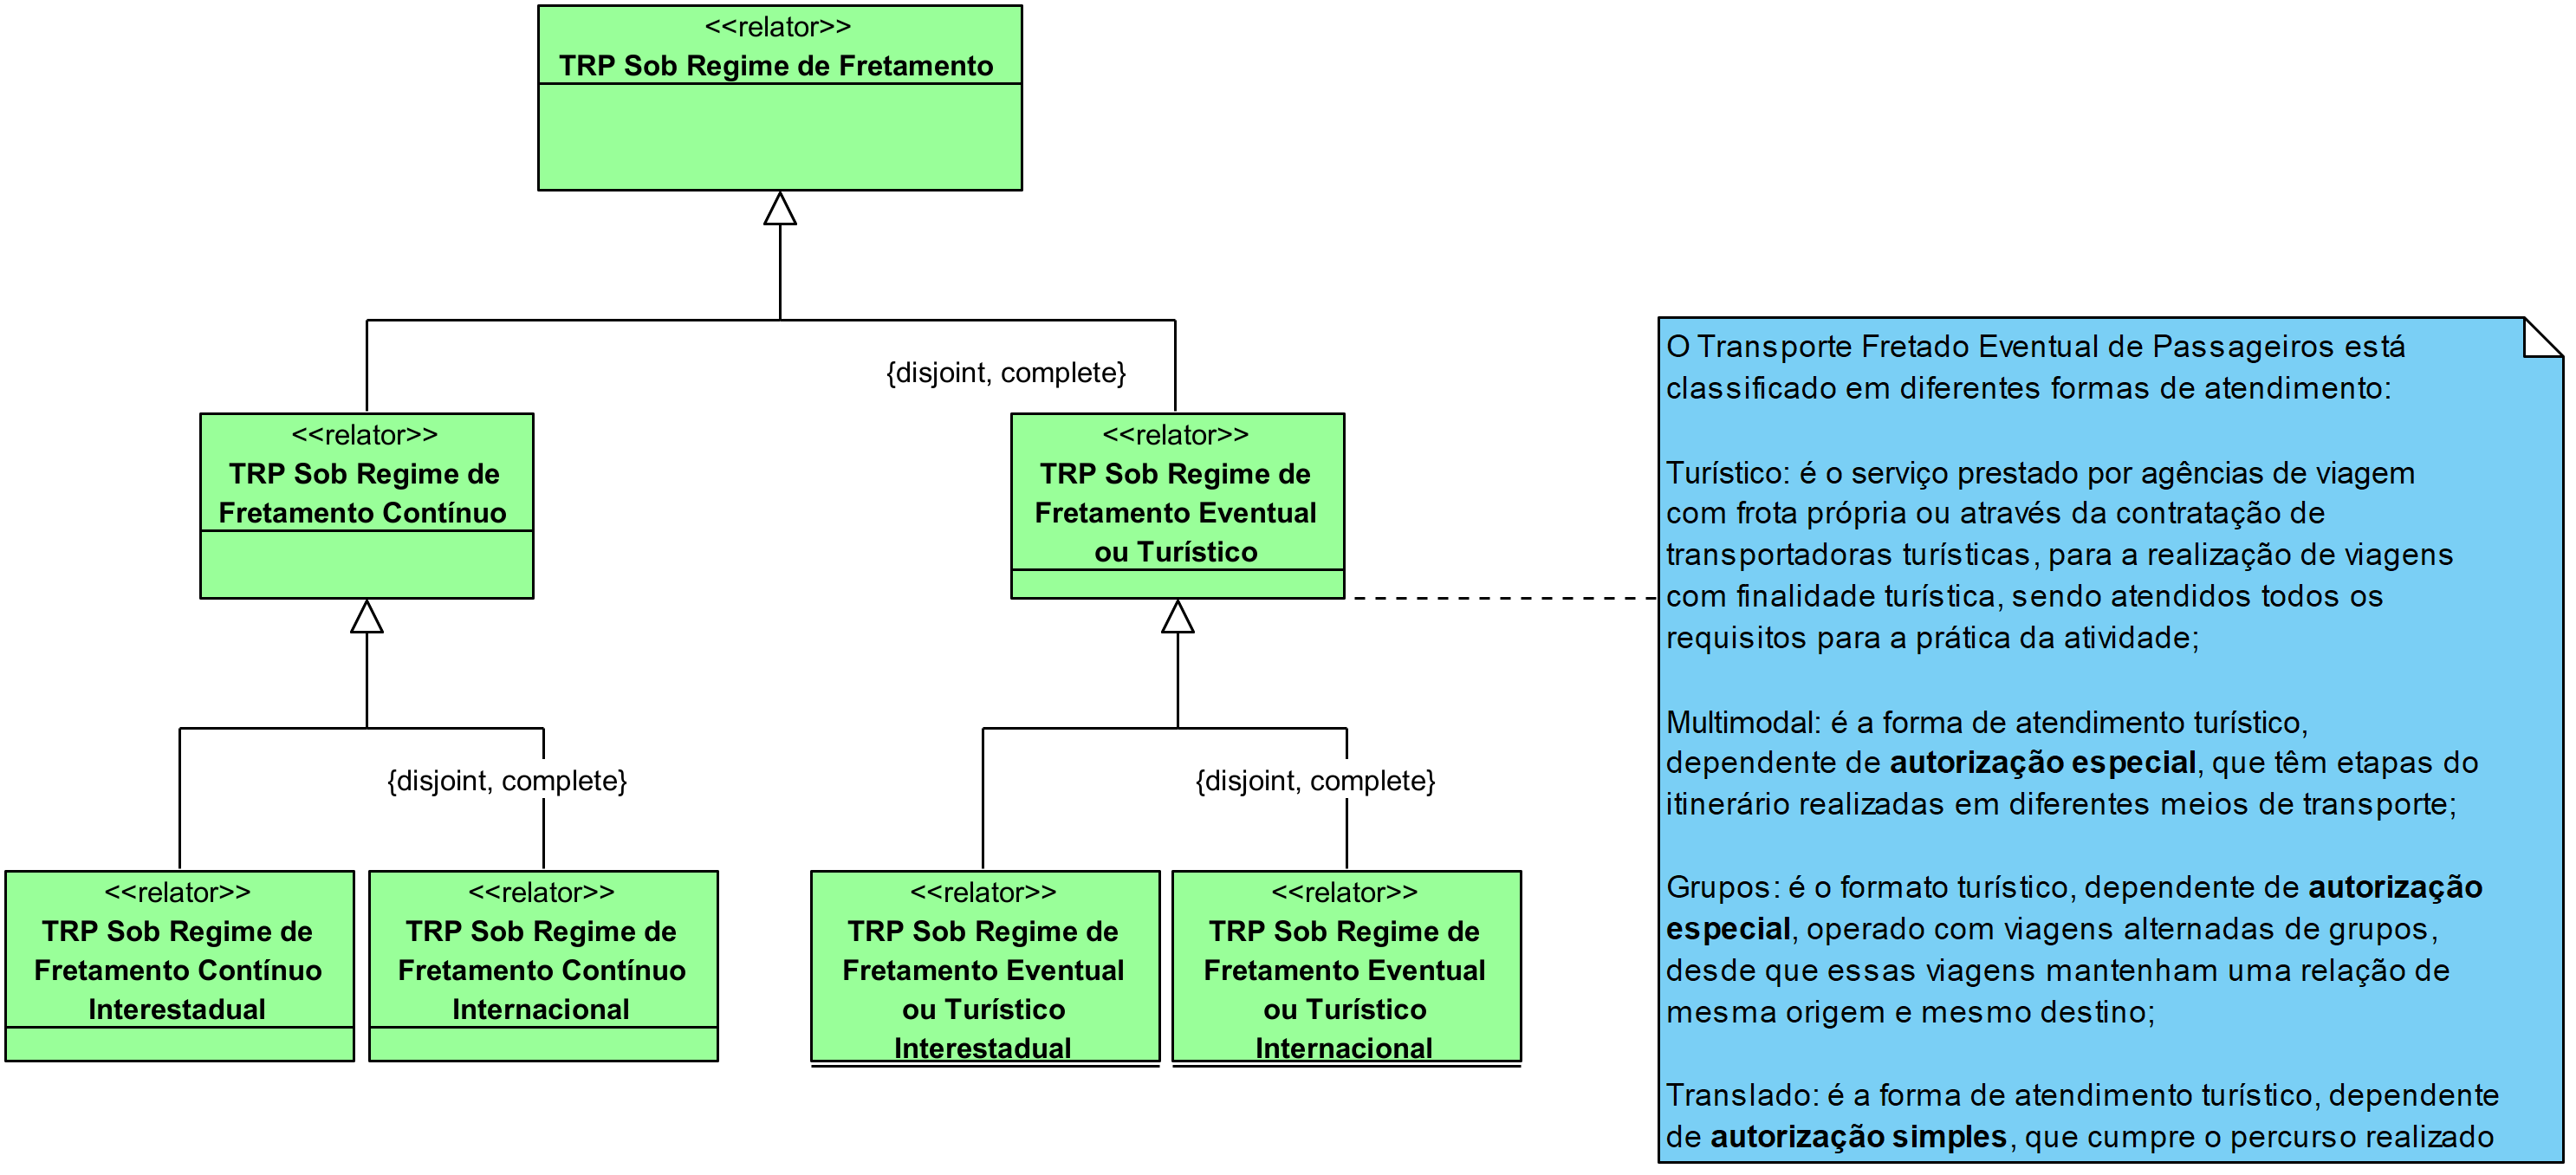 <<relator>>
TRP Sob Regime de Fretamento
{disjoint, complete}
<<relator>>
TRP Sob Regime de
Fretamento Contínuo
<<relator>>
TRP Sob Regime de
Fretamento Eventual
ou Turístico
{disjoint, complete}
{disjoint, complete}
<<relator>>
TRP Sob Regime de
Fretamento Contínuo
Interestadual
<<relator>>
TRP Sob Regime de
Fretamento Contínuo
Internacional
<<relator>>
TRP Sob Regime de
Fretamento Eventual
ou Turístico
Interestadual
<<relator>>
TRP Sob Regime de
Fretamento Eventual
ou Turístico
Internacional
O Transporte Fretado Eventual de Passageiros está
classificado em diferentes formas de atendimento:
Turístico: é o serviço prestado por agências de viagem
com frota própria ou através da contratação de
transportadoras turísticas, para a realização de viagens
com finalidade turística, sendo atendidos todos os
requisitos para a prática da atividade;
Multimodal: é a forma de atendimento turístico,
dependente de autorização especial, que têm etapas do
itinerário realizadas em diferentes meios de transporte;
Grupos: é o formato turístico, dependente de autorização
especial, operado com viagens alternadas de grupos,
desde que essas viagens mantenham uma relação de
mesma origem e mesmo destino;
Translado: é a forma de atendimento turístico, dependente
de autorização simples, que cumpre o percurso realizado